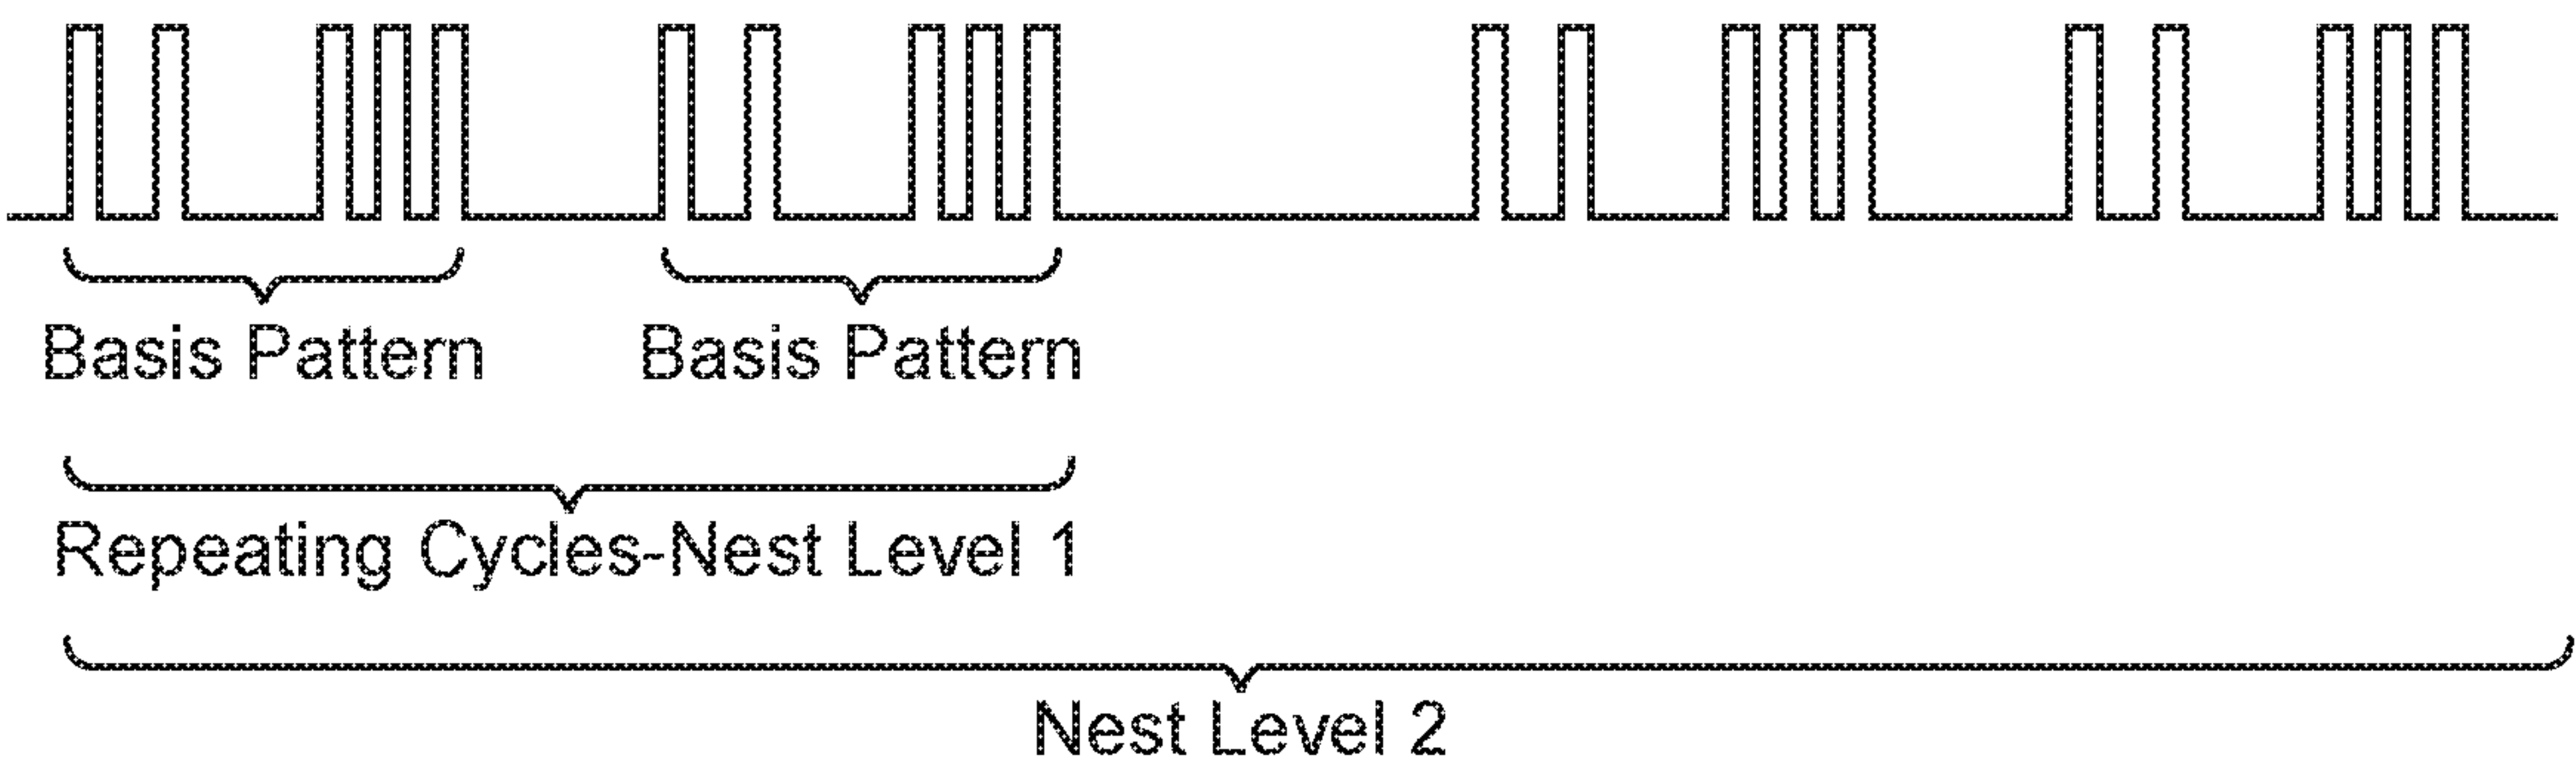 Basis Pattern Basis Pattern
Repeating Cycles-Nest Level 1
Nest Level 2